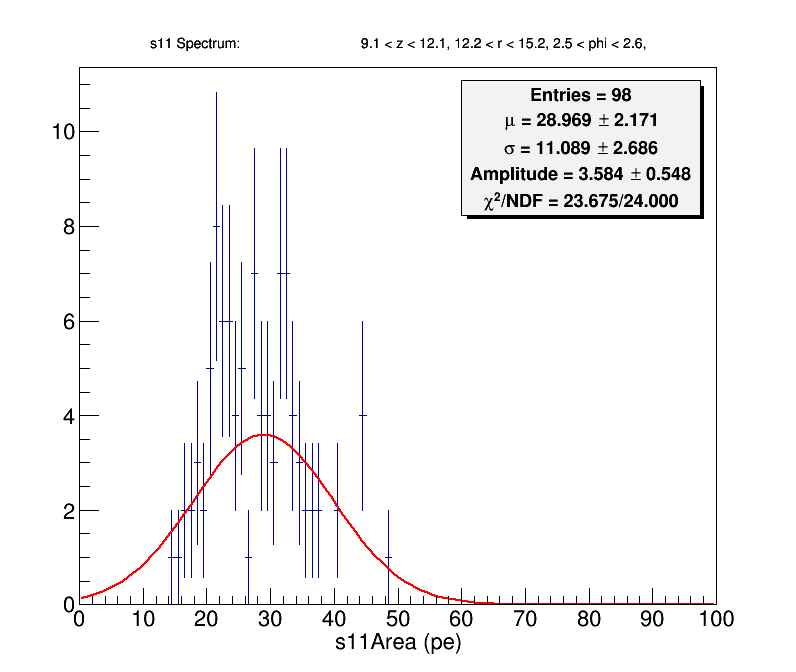 s11 Spectrum: 9.1 < z < 12.1, 12.2 < r < 15.2, 2.5 < phi < 2.6,
Entries = 98
μ = 28.969 ± 2.171
σ = 11.089 ± 2.686
Amplitude = 3.584 ± 0.548
χ²/NDF = 23.675/24.000
10
8
6
4
2
0
0 10 20 30 40 50 60 70 80 90 100
s11Area (pe)